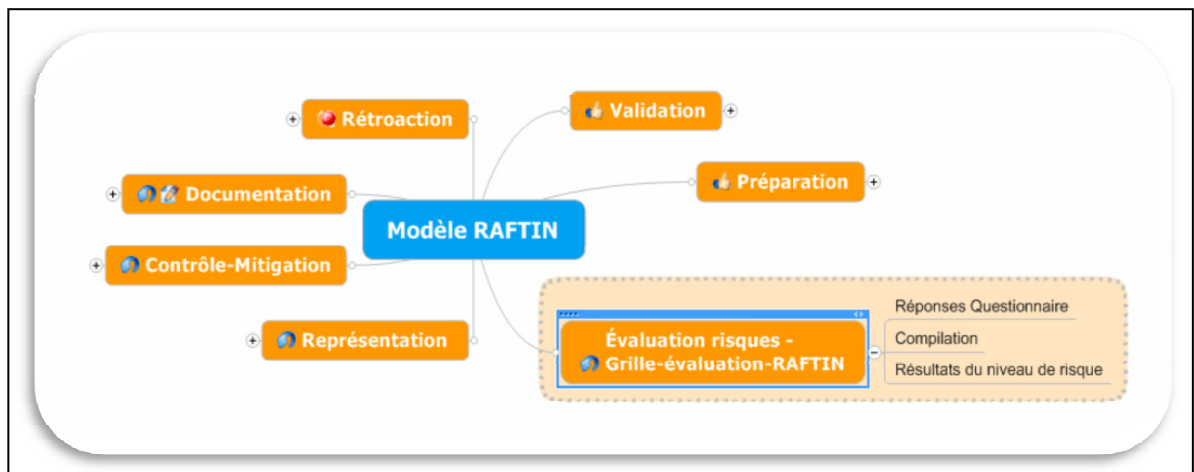 Rétroaction
Validation
Documentation
Préparation
Modèle RAFTIN
Contrôle-Mitigation
Représentation
Évaluation risques -
Grille-évaluation-RAFTIN
Réponses Questionnaire
Compilation
Résultats du niveau de risque